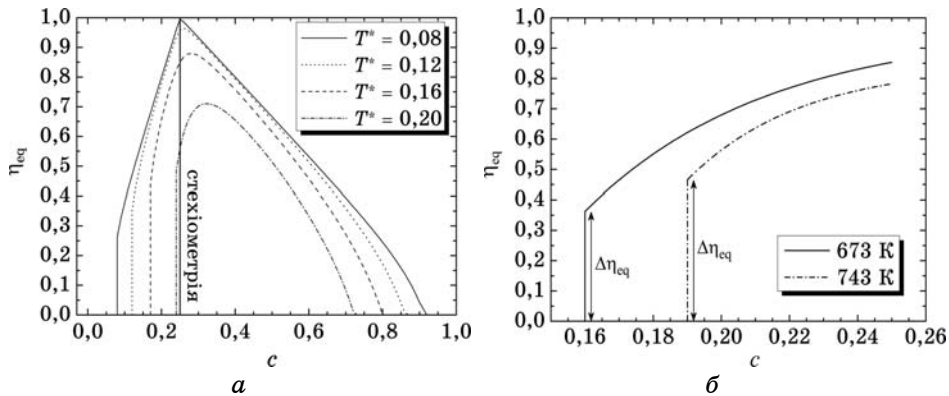 1,0
0,9
0,8
0,7
0,6
0,5
0,4
0,3
0,2
0,1
0,0
η_eq
T* = 0,08
T* = 0,12
T* = 0,16
T* = 0,20
стехіометрія
0,0 0,2 0,4 0,6 0,8 1,0
c
а
1,0
0,9
0,8
0,7
0,6
0,5
0,4
0,3
0,2
0,1
0,0
η_eq
Δη_eq
Δη_eq
673 К
743 К
0,16 0,18 0,20 0,22 0,24 0,26
c
б